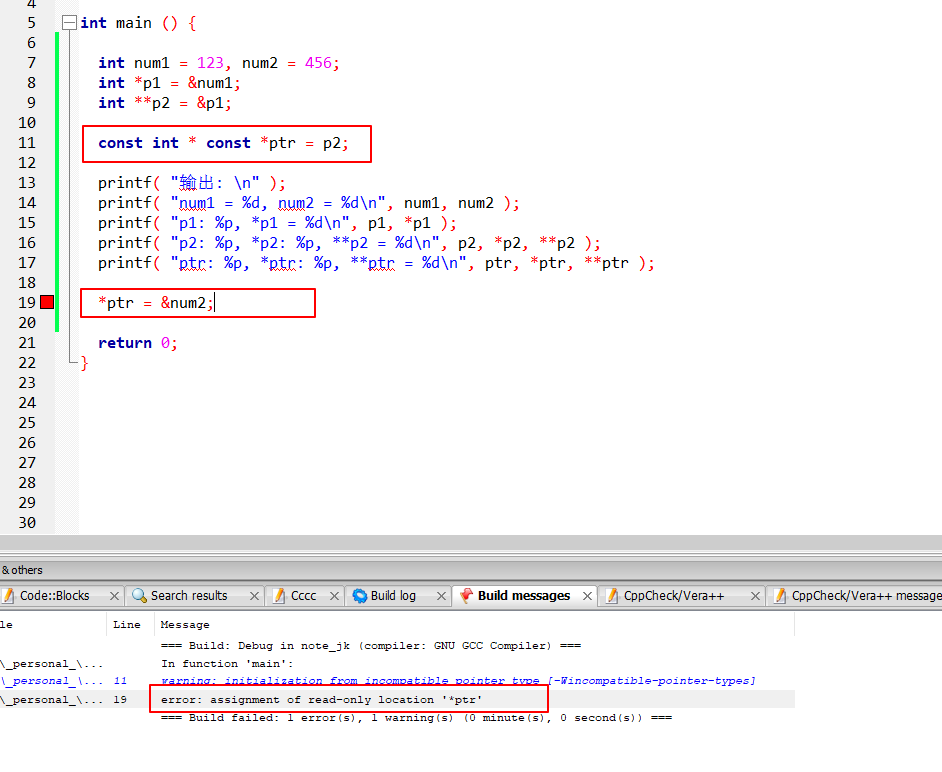 4
5 int main () {
6
7 int num1 = 123, num2 = 456;
8 int *p1 = &num1;
9 int **p2 = &p1;
10
11 const int * const *ptr = p2;
12
13 printf( "输出: \n" );
14 printf( "num1 = %d, num2 = %d\n", num1, num2 );
15 printf( "p1: %p, *p1 = %d\n", p1, *p1 );
16 printf( "p2: %p, *p2: %p, **p2 = %d\n", p2, *p2, **p2 );
17 printf( "ptr: %p, *ptr: %p, **ptr = %d\n", ptr, *ptr, **ptr );
18
19 *ptr = &num2;
20
21 return 0;
22 }
23
24
25
26
27
28
29
30
& others
Code::Blocks Search results Cccc Build log Build messages CppCheck/Vera++ CppCheck/Vera++ message
le Line Message
=== Build: Debug in note_jk (compiler: GNU GCC Compiler) ===
\_personal_\... In function 'main':
\_personal_\... 11 warning: initialization from incompatible pointer type [-Wincompatible-pointer-types]
\_personal_\... 19 error: assignment of read-only location '*ptr'
=== Build failed: 1 error(s), 1 warning(s) (0 minute(s), 0 second(s)) ===